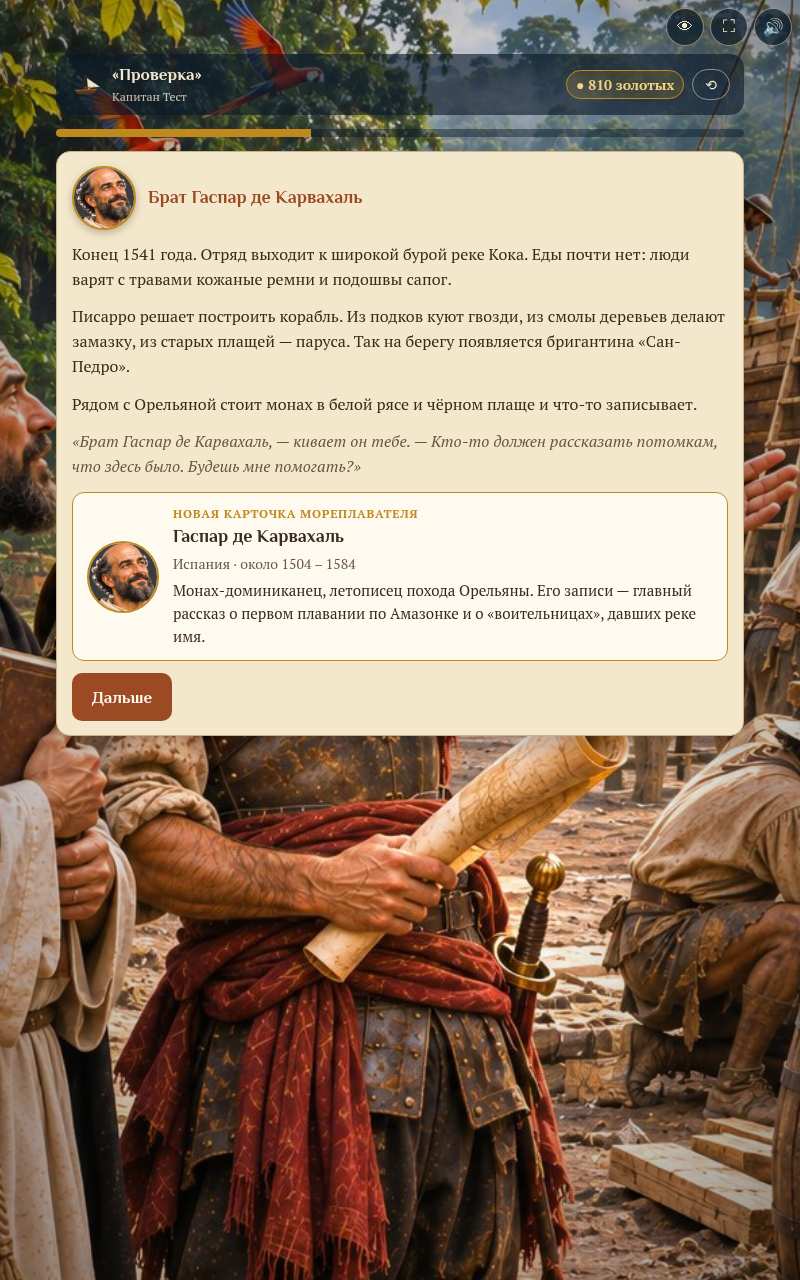 «Проверка»
Капитан Тест
● 810 золотых
Брат Гаспар де Карвахаль
Конец 1541 года. Отряд выходит к широкой бурой реке Кока. Еды почти нет: люди
варят с травами кожаные ремни и подошвы сапог.
Писарро решает построить корабль. Из подков куют гвозди, из смолы деревьев делают
замазку, из старых плащей — паруса. Так на берегу появляется бригантина «Сан-
Педро».
Рядом с Орельяной стоит монах в белой рясе и чёрном плаще и что-то записывает.
«Брат Гаспар де Карвахаль, — кивает он тебе. — Кто-то должен рассказать потомкам,
что здесь было. Будешь мне помогать?»
НОВАЯ КАРТОЧКА МОРЕПЛАВАТЕЛЯ
Гаспар де Карвахаль
Испания · около 1504 – 1584
Монах-доминиканец, летописец похода Орельяны. Его записи — главный
рассказ о первом плавании по Амазонке и о «воительницах», давших реке
имя.
Дальше